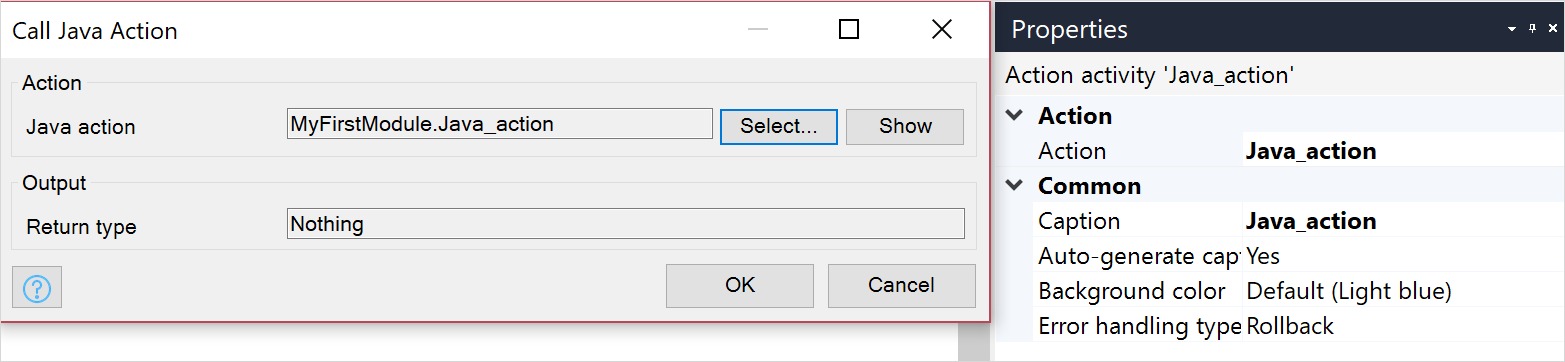 Call Java Action
Action
Java action MyFirstModule.Java_action Select... Show
Output
Return type Nothing
? OK Cancel
Properties
Action activity 'Java_action'
Action
Action Java_action
Common
Caption Java_action
Auto-generate capt Yes
Background color Default (Light blue)
Error handling type Rollback